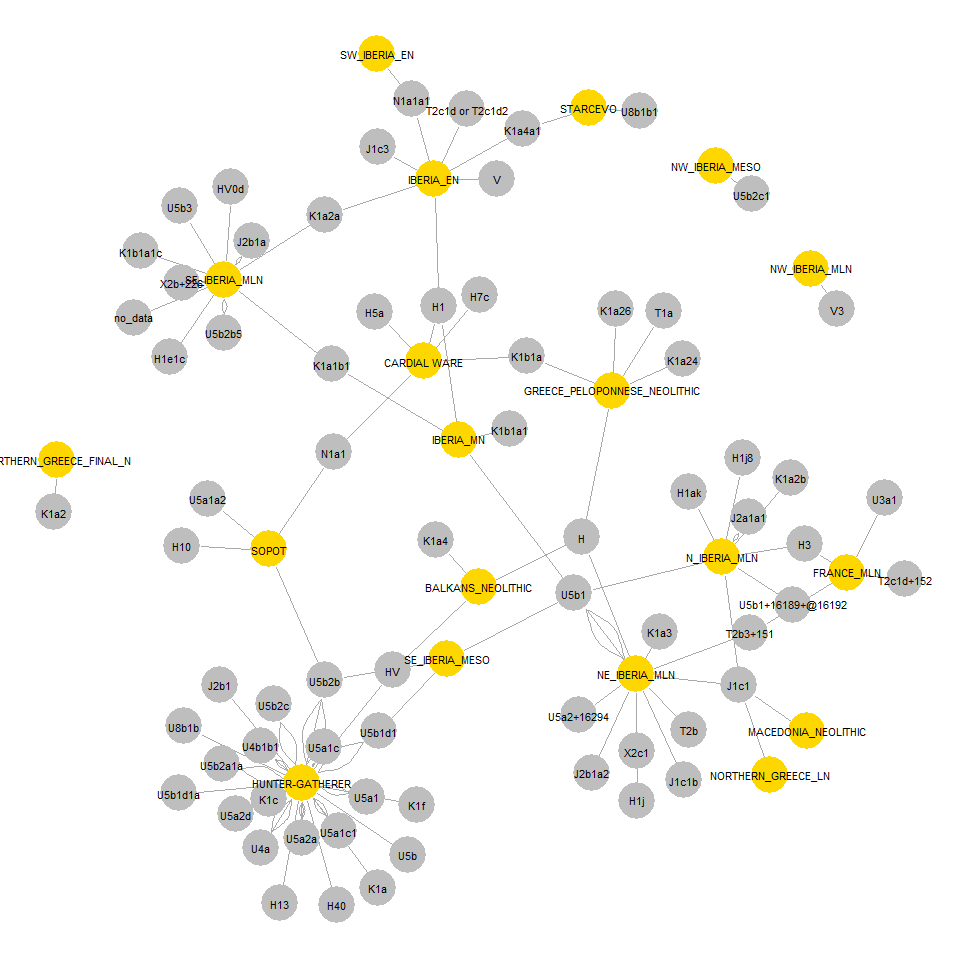 SW_IBERIA_EN
N1a1a1
T2c1d or T2c1d2
STARCEVO
U8b1b1
K1a4a1
J1c3
IBERIA_EN
V
NW_IBERIA_MESO
U5b2c1
HV0d
U5b3
K1a2a
J2b1a
K1b1a1c
X2b+226
SE_IBERIA_MLN
no_data
U5b2b5
H1e1c
NW_IBERIA_MLN
V3
H5a
H1
H7c
K1a26
T1a
K1a1b1
CARDIAL WARE
K1b1a
K1a24
GREECE_PELOPONNESE_NEOLITHIC
IBERIA_MN
K1b1a1
N1a1
RTHERN_GREECE_FINAL_N
K1a2
U5a1a2
H10
SOPOT
K1a4
H
BALKANS_NEOLITHIC
U5b1
H1j8
K1a2b
H1ak
J2a1a1
U3a1
N_IBERIA_MLN
H3
FRANCE_MLN
T2c1d+152
U5b1+16189+@16192
T2b3+151
K1a3
SE_IBERIA_MESO
HV
U5b2b
NE_IBERIA_MLN
J1c1
J2b1
U5b2c
U5b1d1
U5a2+16294
T2b
MACEDONIA_NEOLITHIC
U8b1b
U4b1b1
U5a1c
X2c1
U5b2a1a
J2b1a2
J1c1b
NORTHERN_GREECE_LN
HUNTER-GATHERER
U5b1d1a
K1c
U5a1
K1f
H1j
U5a2d
U4a
U5a2a
U5a1c1
U5b
K1a
H13
H40